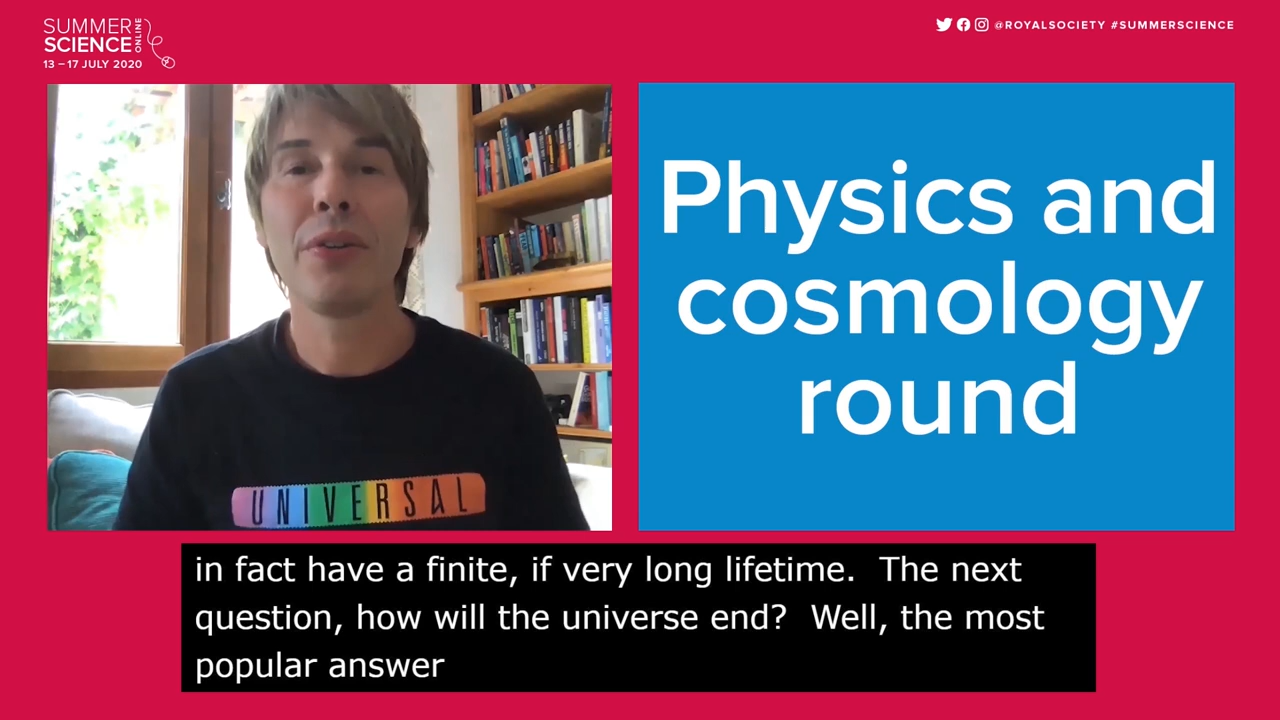 SUMMER
SCIENCE
ONLINE
13 – 17 JULY 2020
@ROYALSOCIETY #SUMMERSCIENCE
Physics and
cosmology
round
UNIVERSAL
in fact have a finite, if very long lifetime.  The next
question, how will the universe end?  Well, the most
popular answer